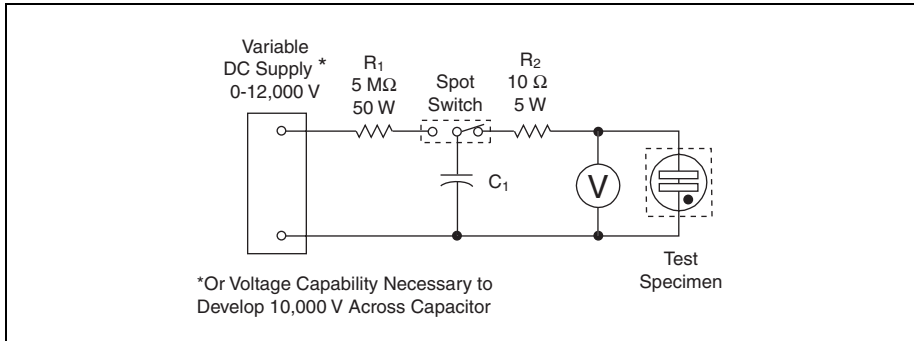 Variable
DC Supply *
0-12,000 V
R1
5 MΩ
50 W
Spot
Switch
R2
10 Ω
5 W
C1
V
Test
Specimen
*Or Voltage Capability Necessary to
Develop 10,000 V Across Capacitor